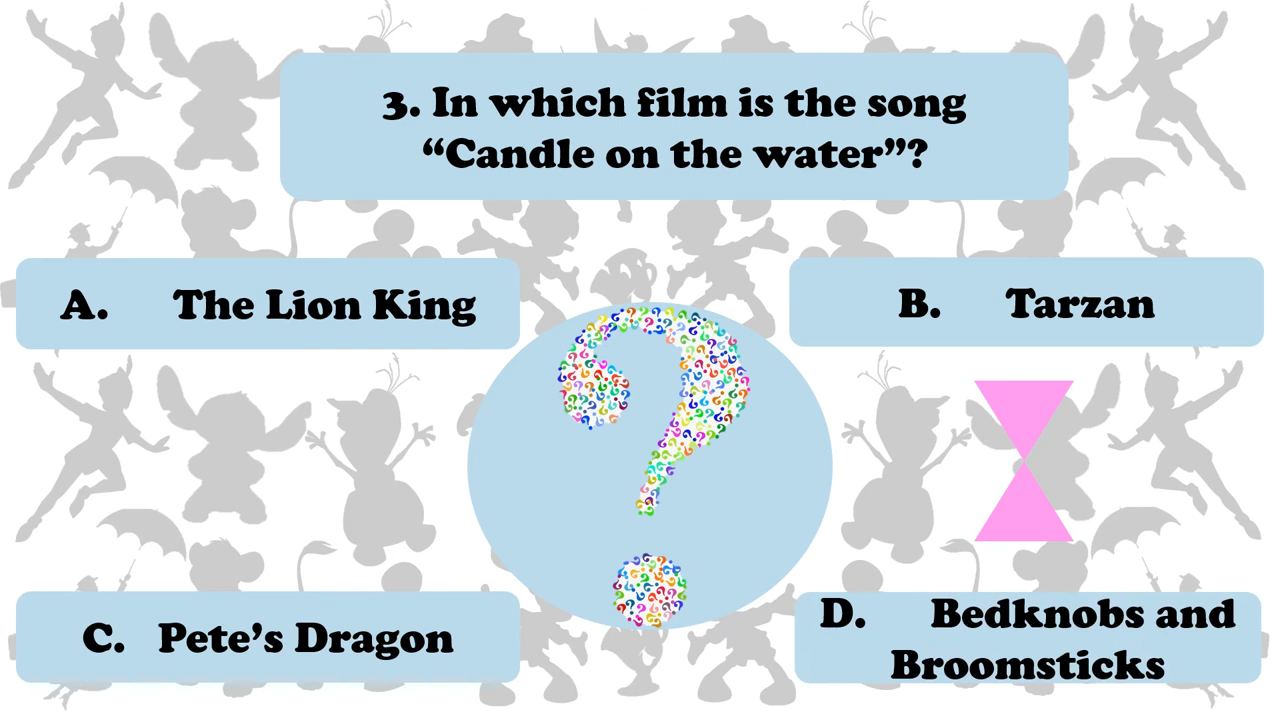 3. In which film is the song
“Candle on the water”?
A. The Lion King
B. Tarzan
C. Pete’s Dragon
D. Bedknobs and
Broomsticks
?